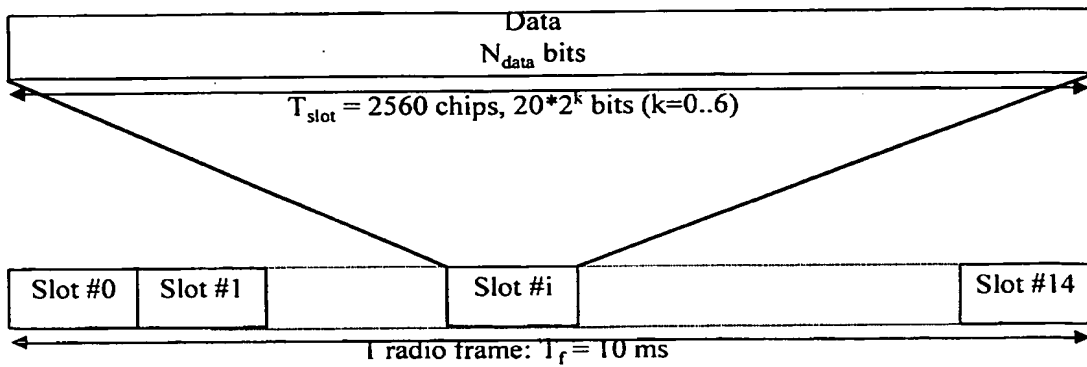 Data
N_data bits
T_slot = 2560 chips, 20*2^k bits (k=0..6)
Slot #0 Slot #1 Slot #i Slot #14
1 radio frame: T_f = 10 ms